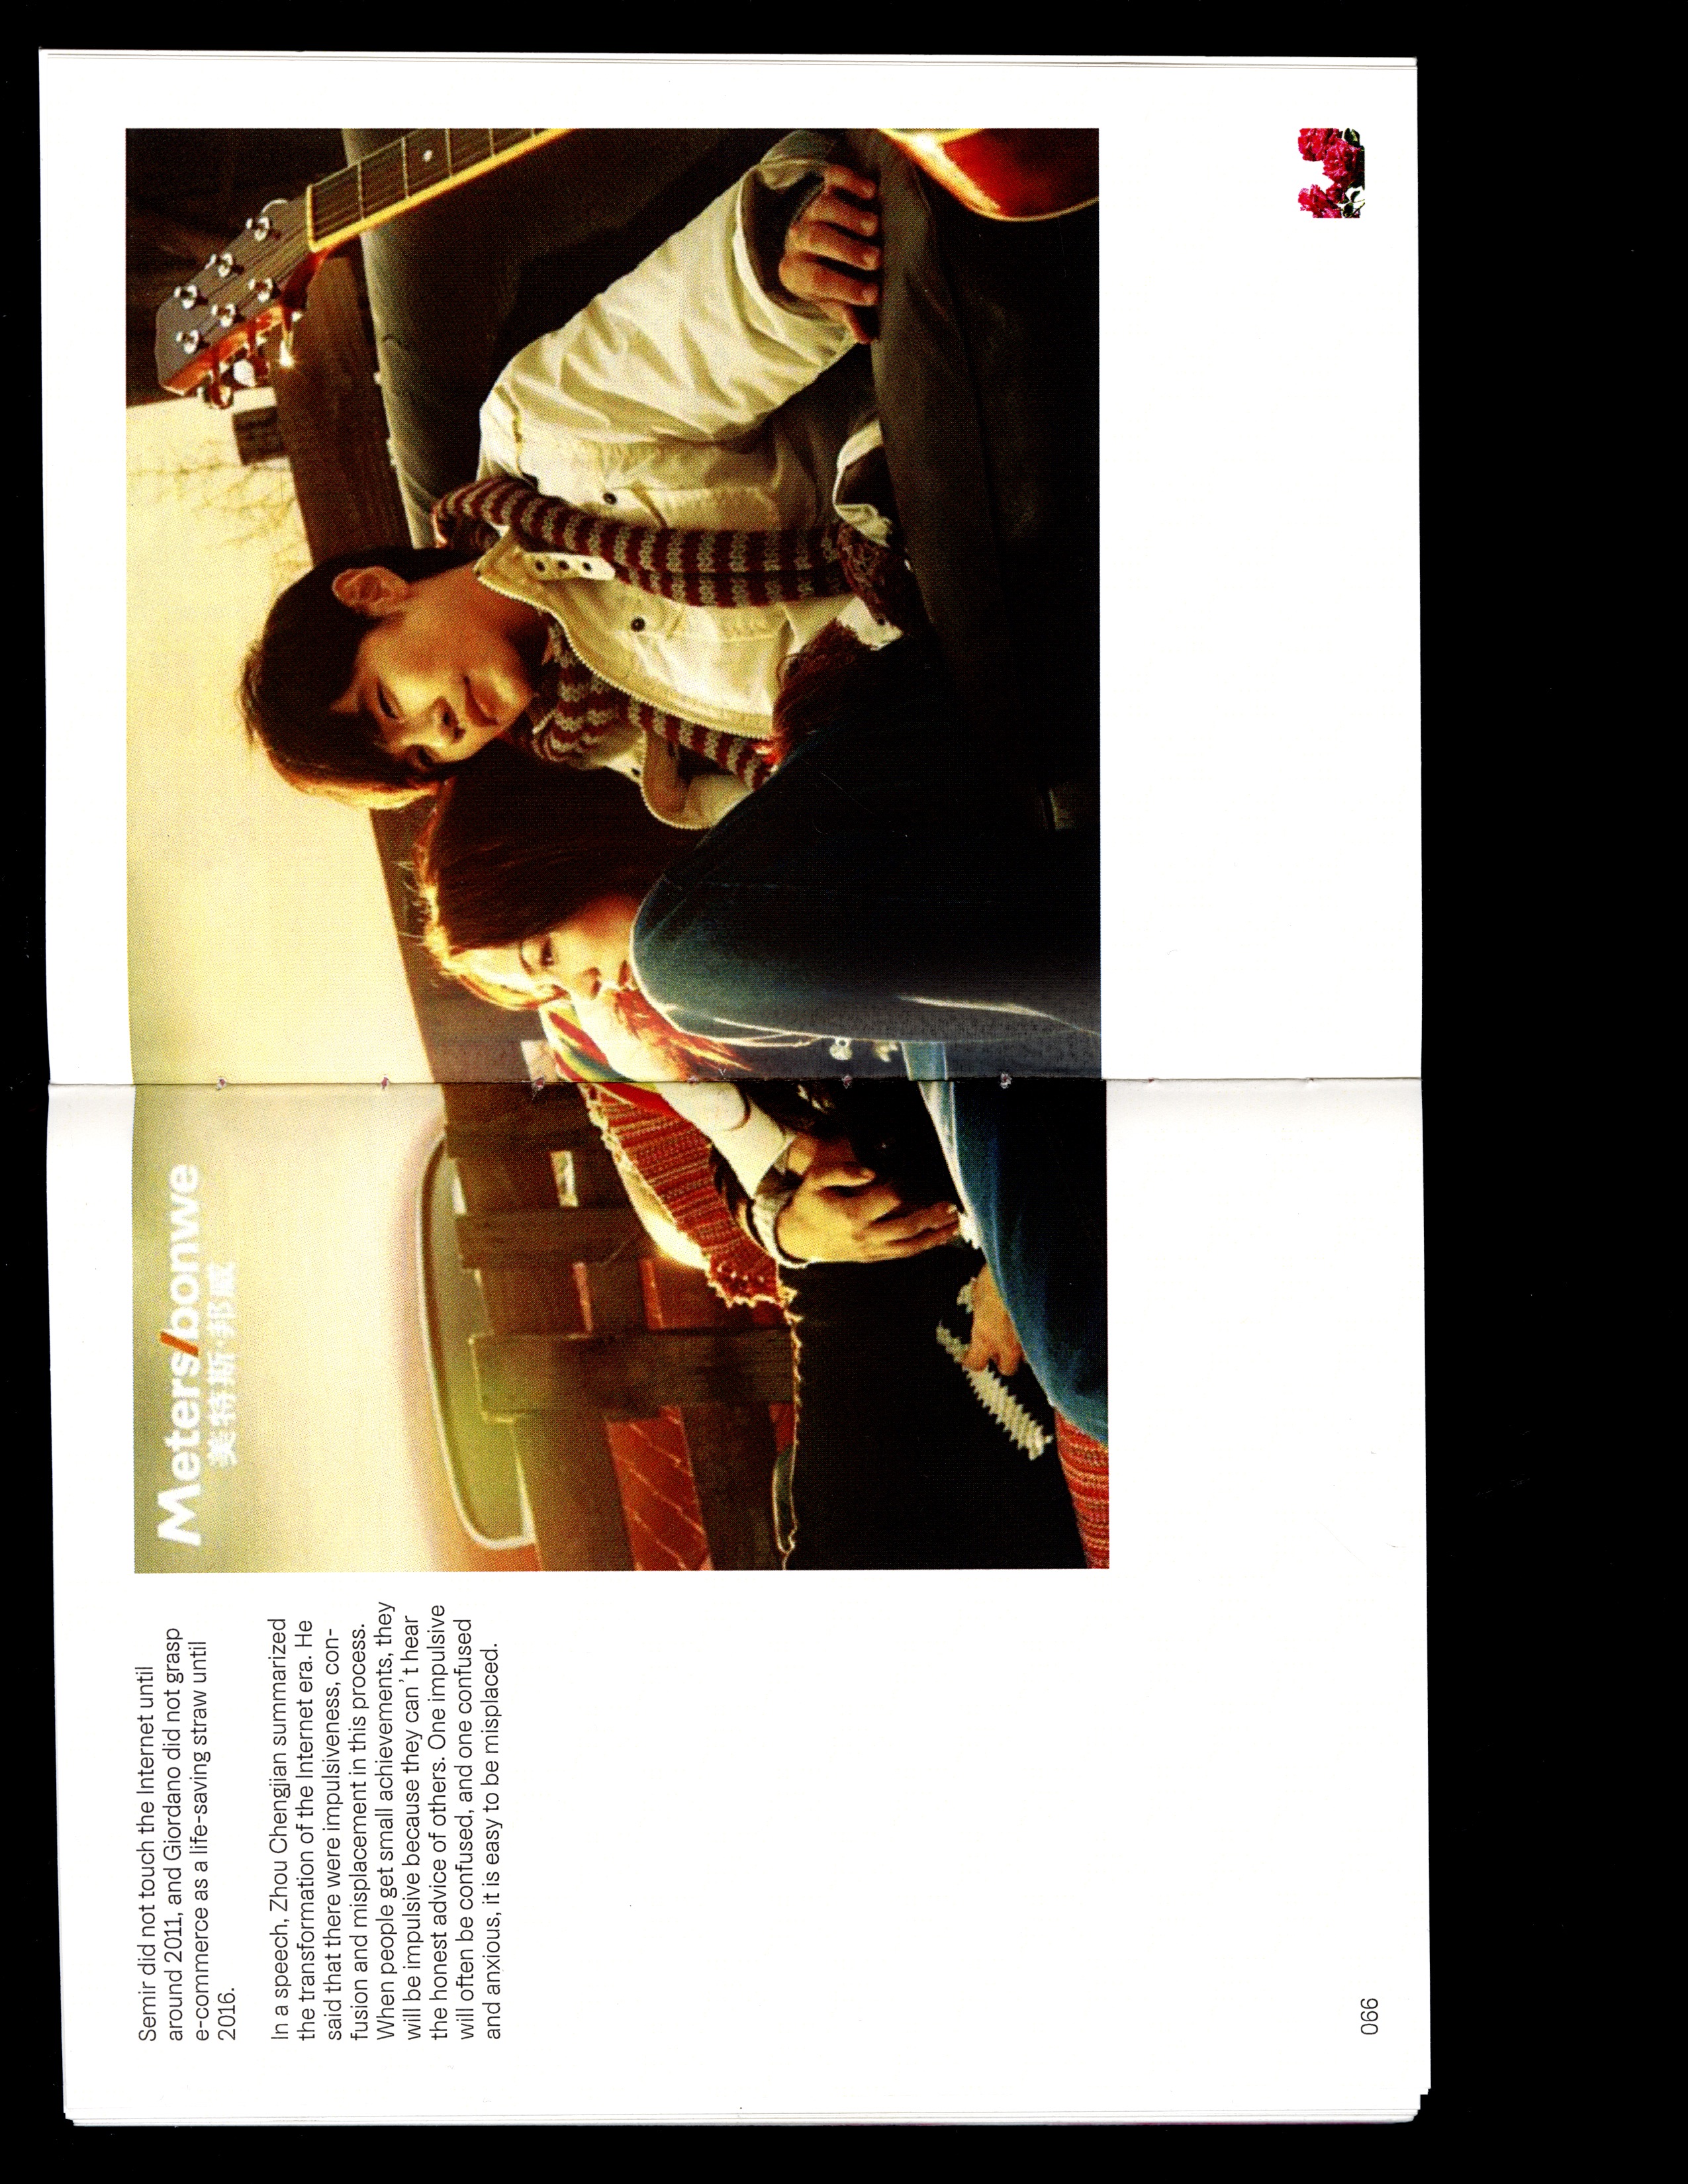 Semir did not touch the Internet until
around 2011, and Giordano did not grasp
e-commerce as a life-saving straw until
2016.
In a speech, Zhou Chengjian summarized
the transformation of the Internet era. He
said that there were impulsiveness, con-
fusion and misplacement in this process.
When people get small achievements, they
will be impulsive because they can't hear
the honest advice of others. One impulsive
will often be confused, and one confused
and anxious, it is easy to be misplaced.
Meters/bonwe
美特斯·邦威
066